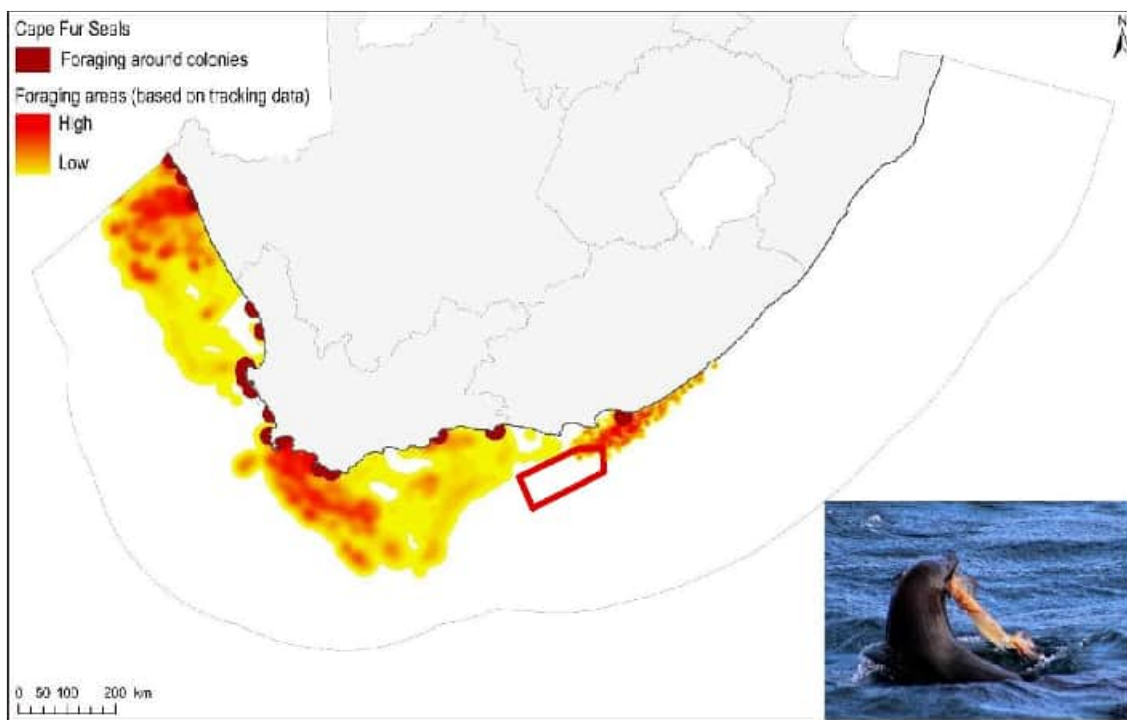 Cape Fur Seals
Foraging around colonies
Foraging areas (based on tracking data)
High
Low
N
0 50 100 200 km